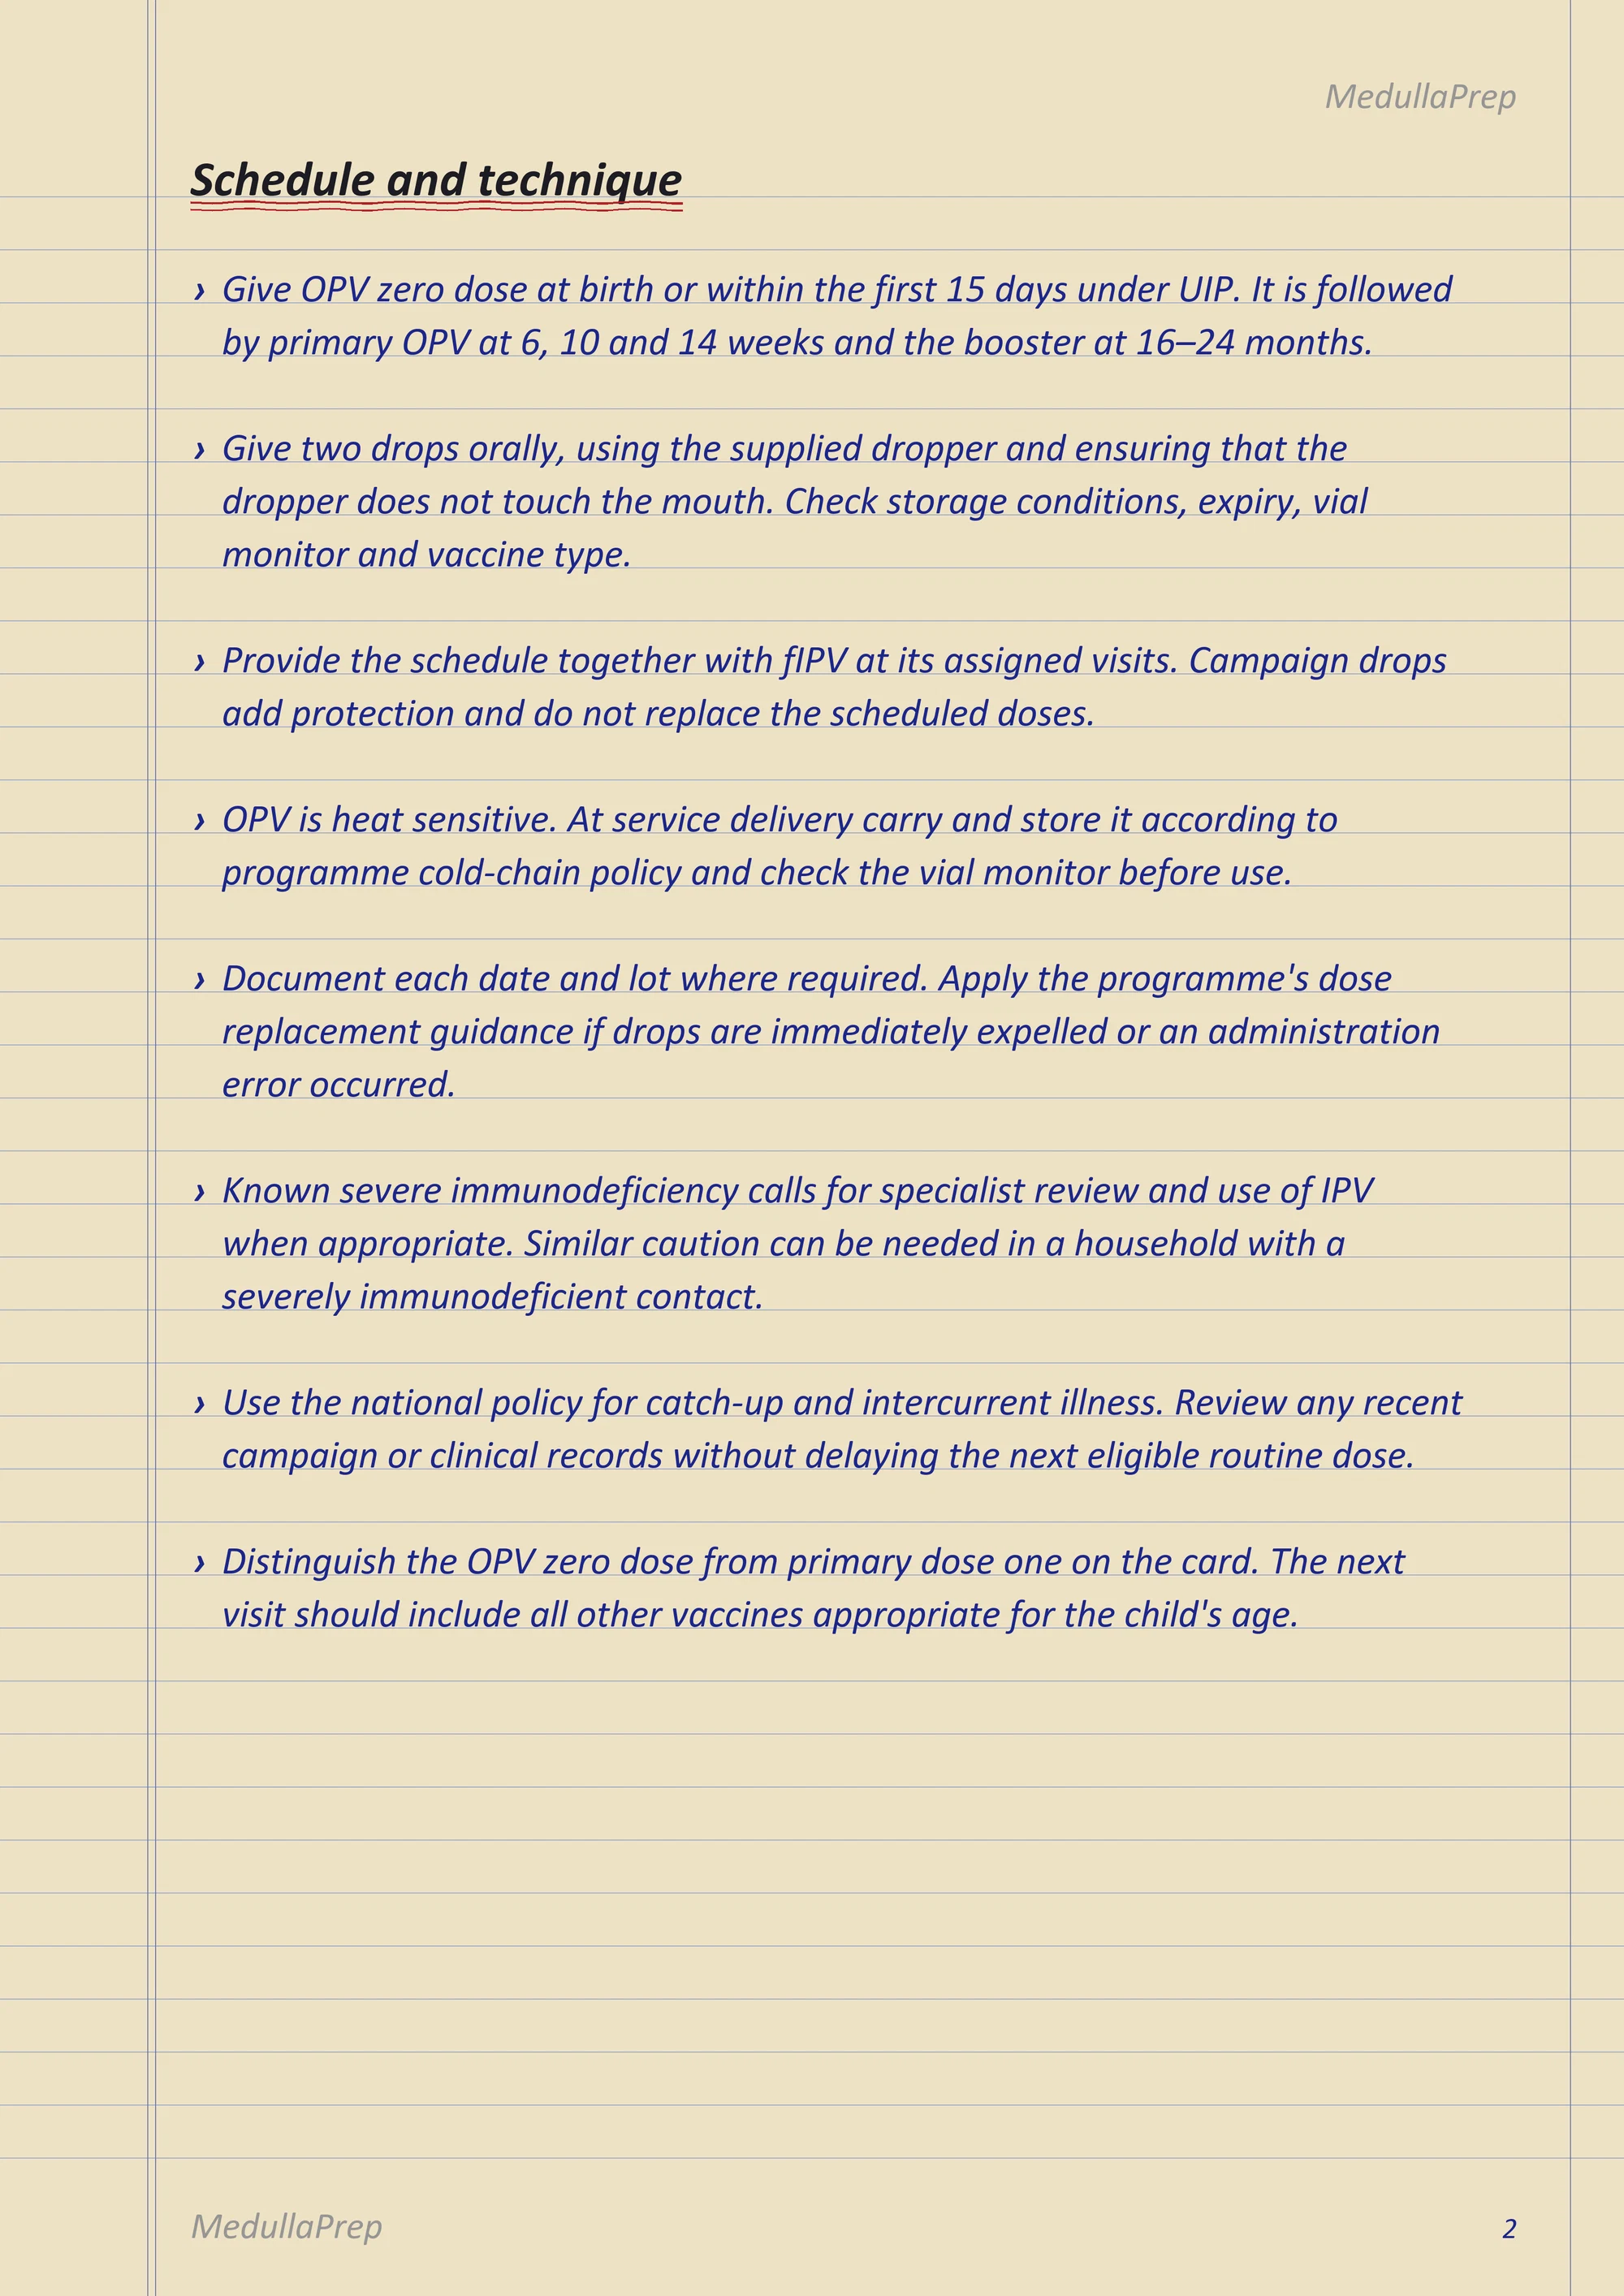 MedullaPrep
Schedule and technique
› Give OPV zero dose at birth or within the first 15 days under UIP. It is followed
by primary OPV at 6, 10 and 14 weeks and the booster at 16–24 months.
› Give two drops orally, using the supplied dropper and ensuring that the
dropper does not touch the mouth. Check storage conditions, expiry, vial
monitor and vaccine type.
› Provide the schedule together with fIPV at its assigned visits. Campaign drops
add protection and do not replace the scheduled doses.
› OPV is heat sensitive. At service delivery carry and store it according to
programme cold-chain policy and check the vial monitor before use.
› Document each date and lot where required. Apply the programme's dose
replacement guidance if drops are immediately expelled or an administration
error occurred.
› Known severe immunodeficiency calls for specialist review and use of IPV
when appropriate. Similar caution can be needed in a household with a
severely immunodeficient contact.
› Use the national policy for catch-up and intercurrent illness. Review any recent
campaign or clinical records without delaying the next eligible routine dose.
› Distinguish the OPV zero dose from primary dose one on the card. The next
visit should include all other vaccines appropriate for the child's age.
MedullaPrep
2